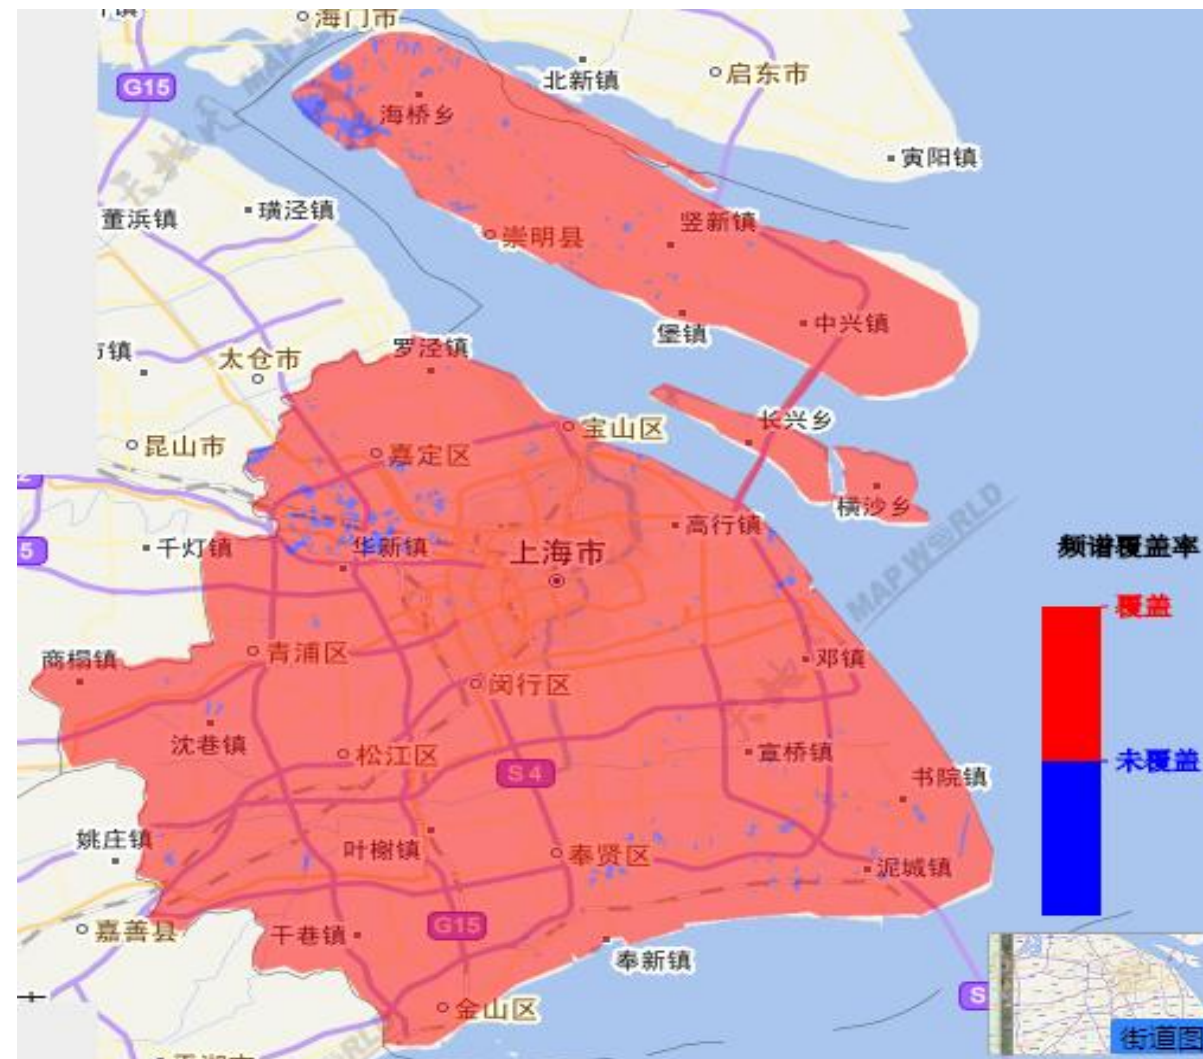 海门市
G15
北新镇
启东市
海桥乡
寅阳镇
董浜镇
璜泾镇
竖新镇
崇明县
中兴镇
堡镇
罗泾镇
太仓市
长兴乡
宝山区
昆山市
嘉定区
横沙乡
高行镇
千灯镇
华新镇
上海市
MAP WORLD
频谱覆盖率
覆盖
青浦区
商榻镇
邓镇
闵行区
沈巷镇
松江区
宣桥镇
未覆盖
S4
书院镇
姚庄镇
叶榭镇
奉贤区
泥城镇
嘉善县
干巷镇
G15
奉新镇
金山区
街道图